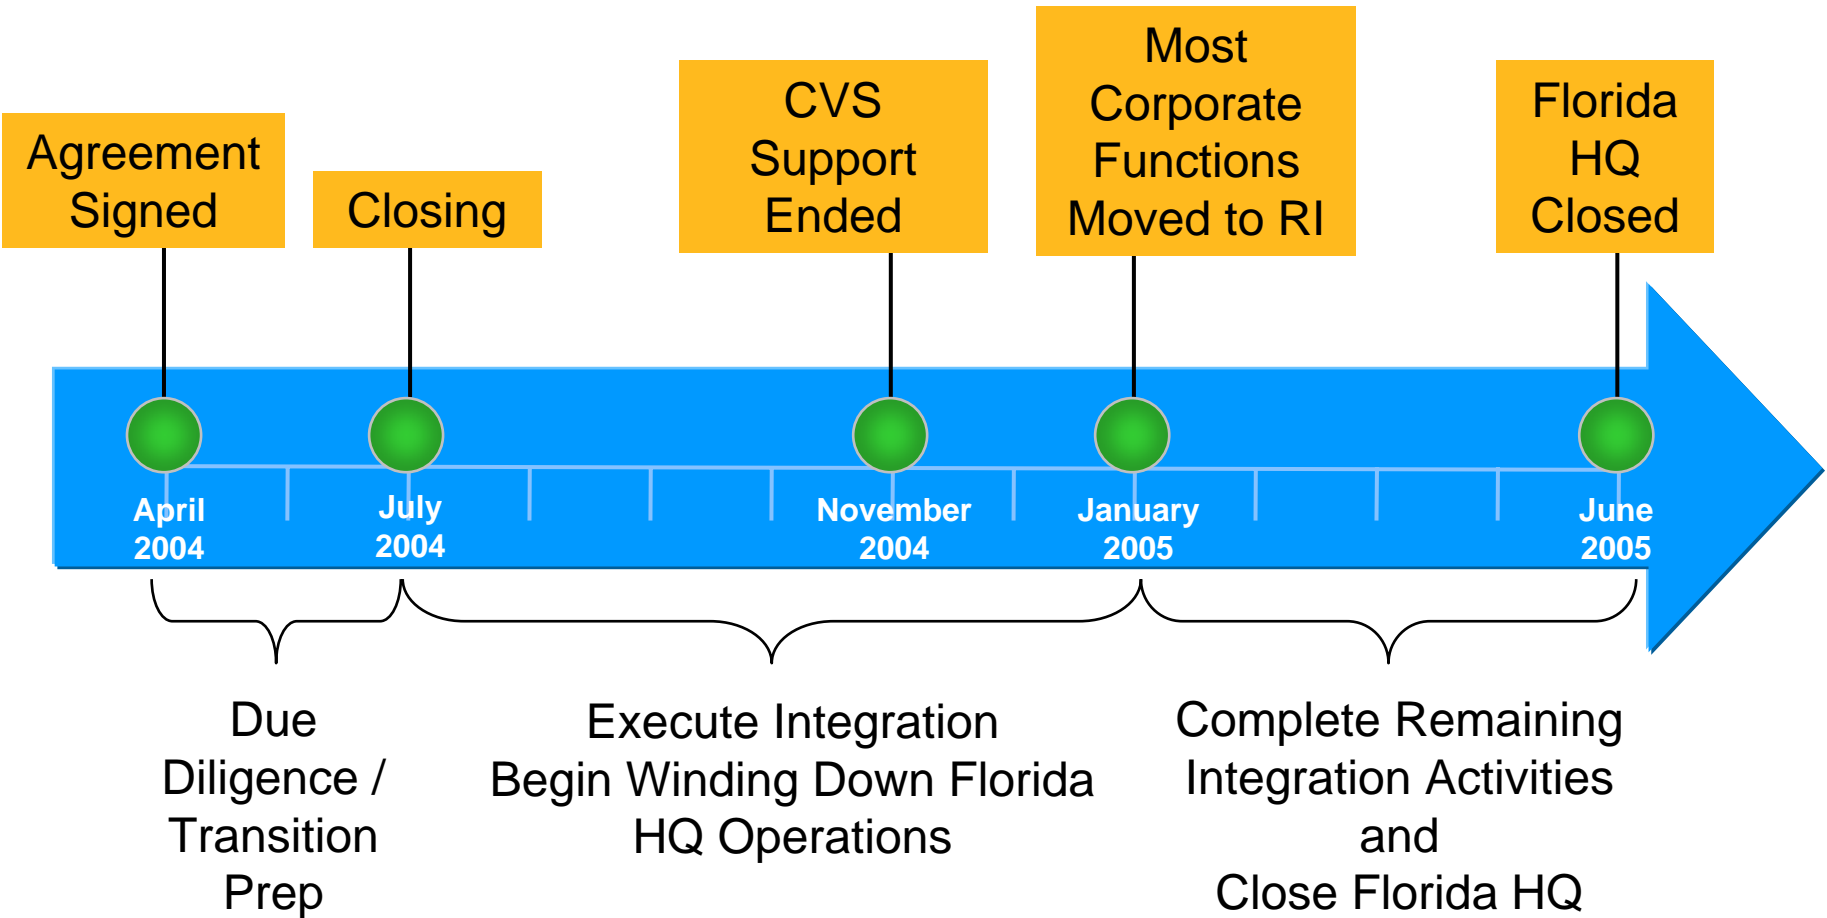 Agreement
Signed
Closing
CVS
Support
Ended
Most
Corporate
Functions
Moved to RI
Florida
HQ
Closed
April
2004
July
2004
November
2004
January
2005
June
2005
Due
Diligence /
Transition
Prep
Execute Integration
Begin Winding Down Florida
HQ Operations
Complete Remaining
Integration Activities
and
Close Florida HQ